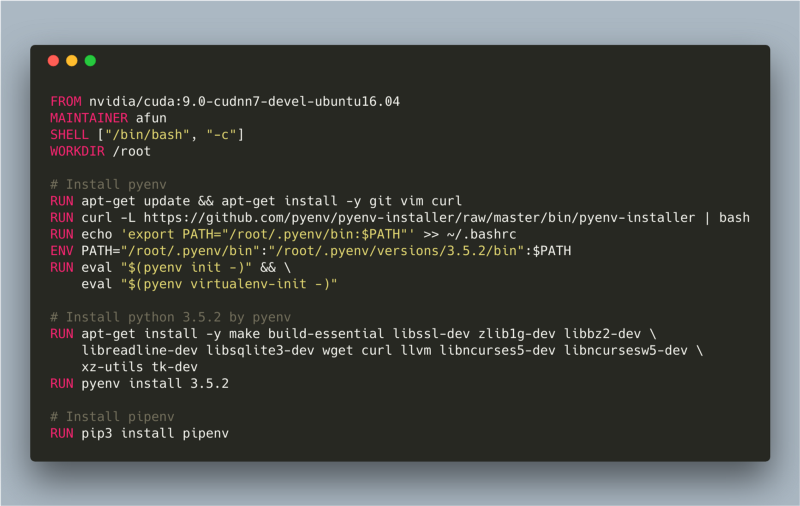 FROM nvidia/cuda:9.0-cudnn7-devel-ubuntu16.04
MAINTAINER afun
SHELL ["/bin/bash", "-c"]
WORKDIR /root
# Install pyenv
RUN apt-get update && apt-get install -y git vim curl
RUN curl -L https://github.com/pyenv/pyenv-installer/raw/master/bin/pyenv-installer | bash
RUN echo 'export PATH="/root/.pyenv/bin:$PATH"' >> ~/.bashrc
ENV PATH="/root/.pyenv/bin":"/root/.pyenv/versions/3.5.2/bin":$PATH
RUN eval "$(pyenv init -)" && \
    eval "$(pyenv virtualenv-init -)"
# Install python 3.5.2 by pyenv
RUN apt-get install -y make build-essential libssl-dev zlib1g-dev libbz2-dev \
    libreadline-dev libsqlite3-dev wget curl llvm libncurses5-dev libncursesw5-dev \
    xz-utils tk-dev
RUN pyenv install 3.5.2
# Install pipenv
RUN pip3 install pipenv